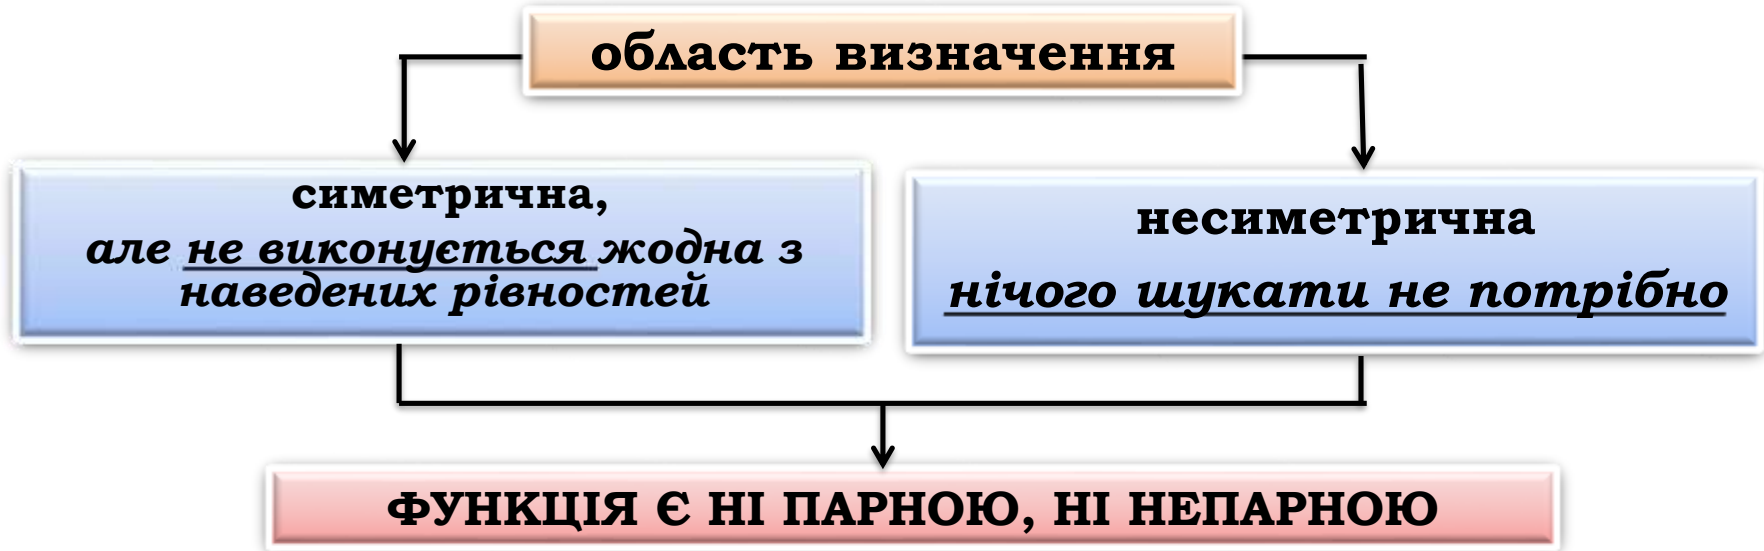 область визначення
симетрична,
але не виконується жодна з
наведених рівностей
несиметрична
нічого шукати не потрібно
ФУНКЦІЯ Є НІ ПАРНОЮ, НІ НЕПАРНОЮ